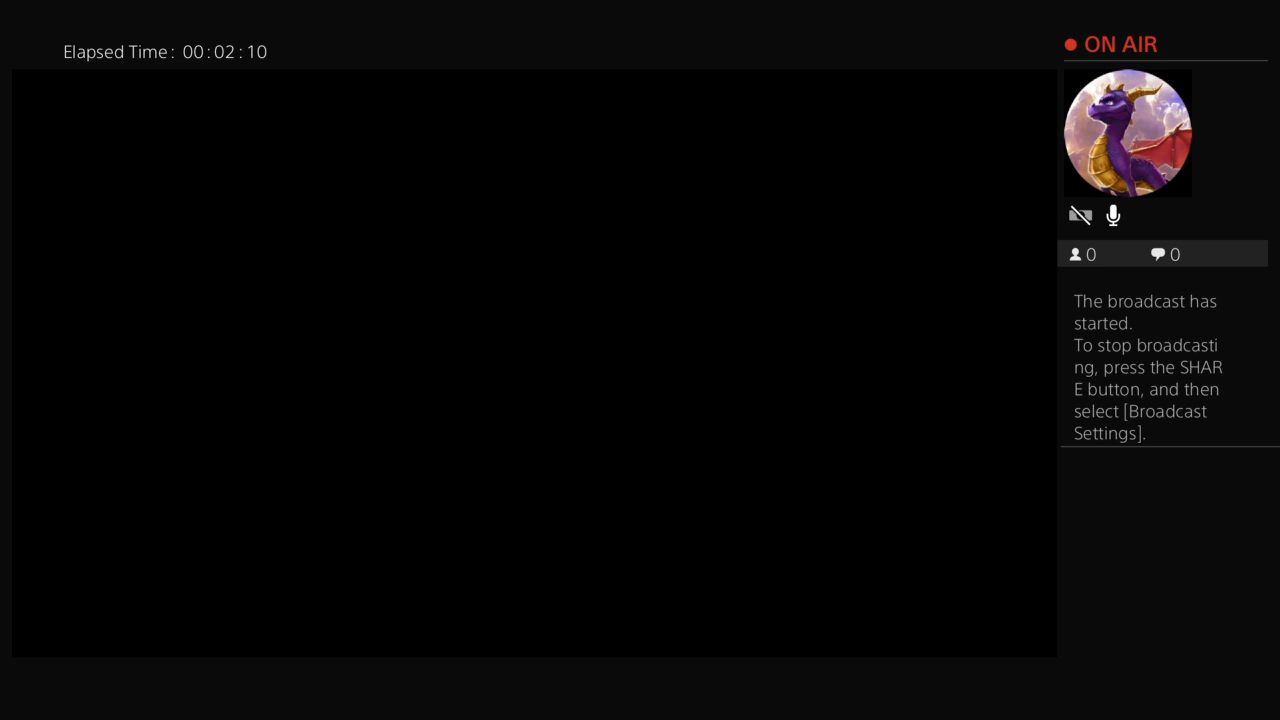 Elapsed Time: 00:02:10
ON AIR
0 0
The broadcast has
started.
To stop broadcasti
ng, press the SHAR
E button, and then
select [Broadcast
Settings].